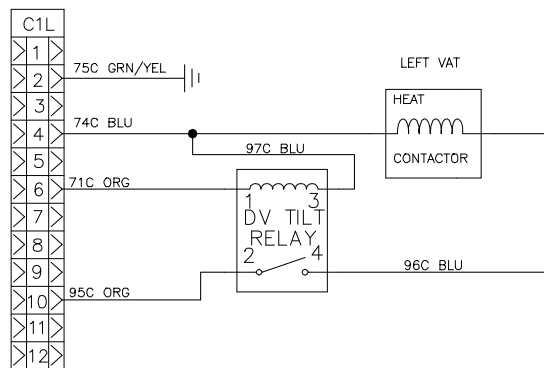 C1L
1
2
75C GRN/YEL
LEFT VAT
3
HEAT
4
74C BLU
CONTACTOR
5
97C BLU
6
71C ORG
1 3
DV TILT
RELAY
7
8
2 4
9
96C BLU
10
95C ORG
11
12